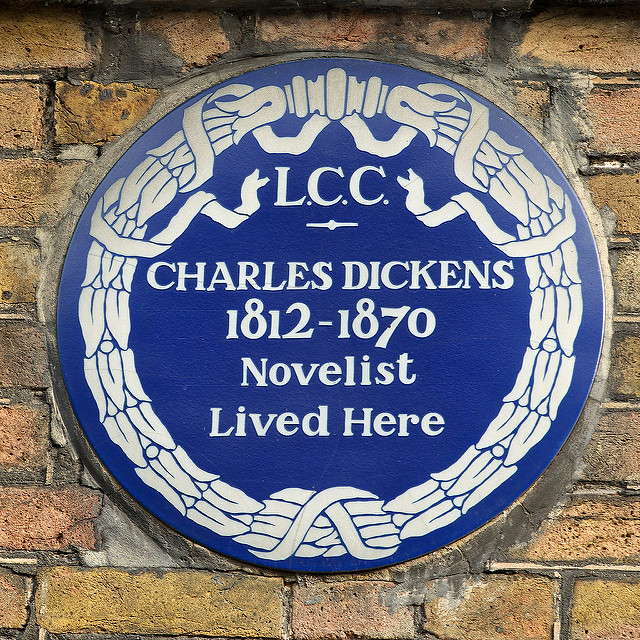 L.C.C.
CHARLES DICKENS
1812-1870
Novelist
Lived Here